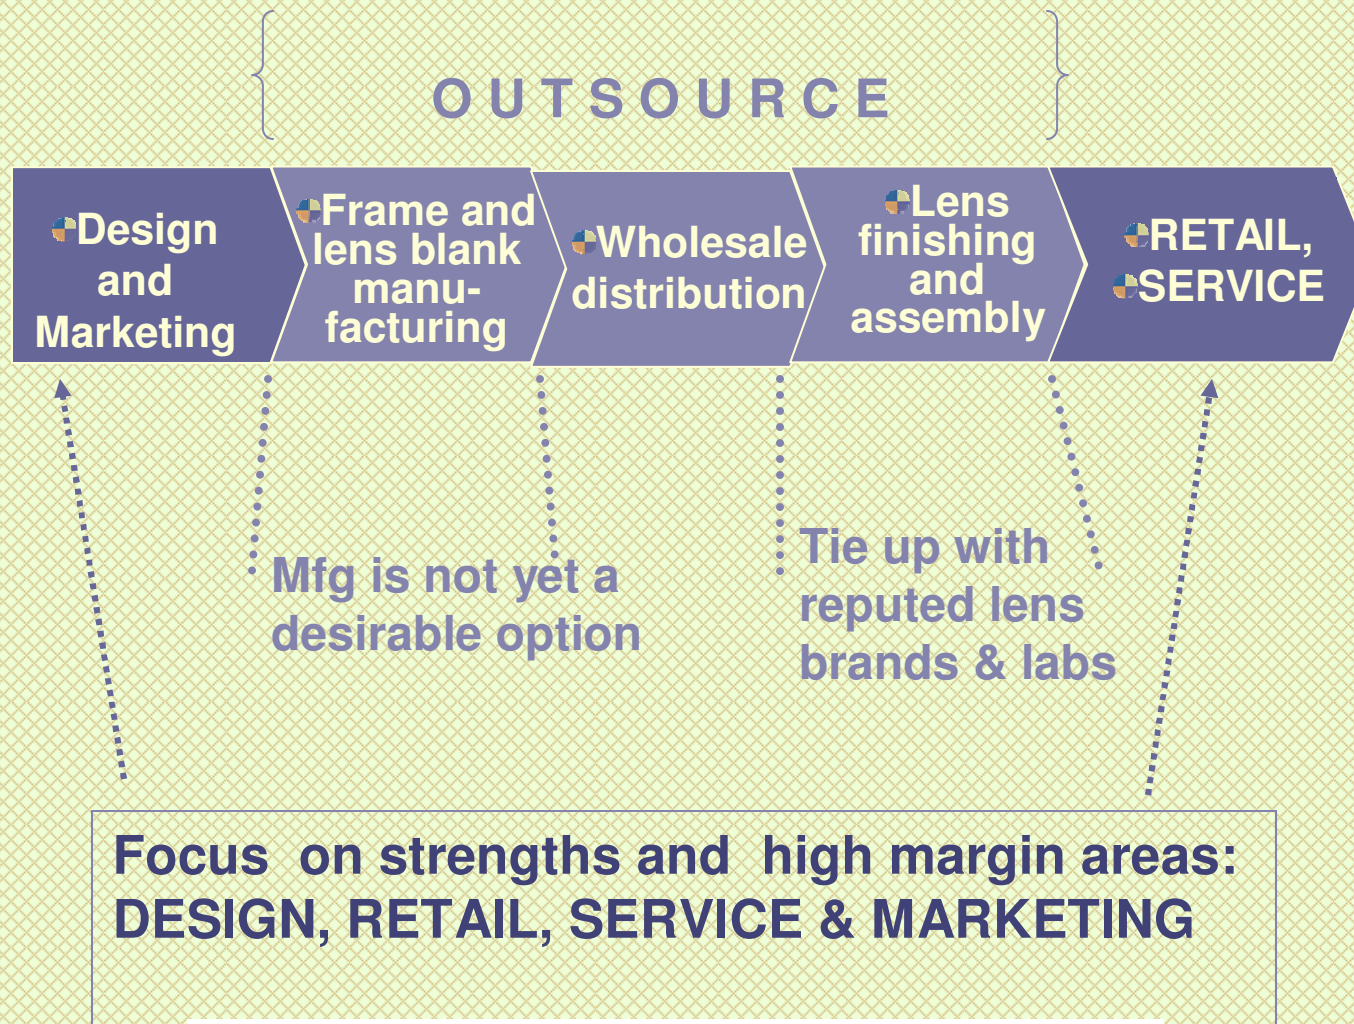 OUTSOURCE
Design
and
Marketing
Frame and
lens blank
manu-
facturing
Wholesale
distribution
Lens
finishing
and
assembly
RETAIL,
SERVICE
Mfg is not yet a
desirable option
Tie up with
reputed lens
brands & labs
Focus on strengths and high margin areas:
DESIGN, RETAIL, SERVICE & MARKETING